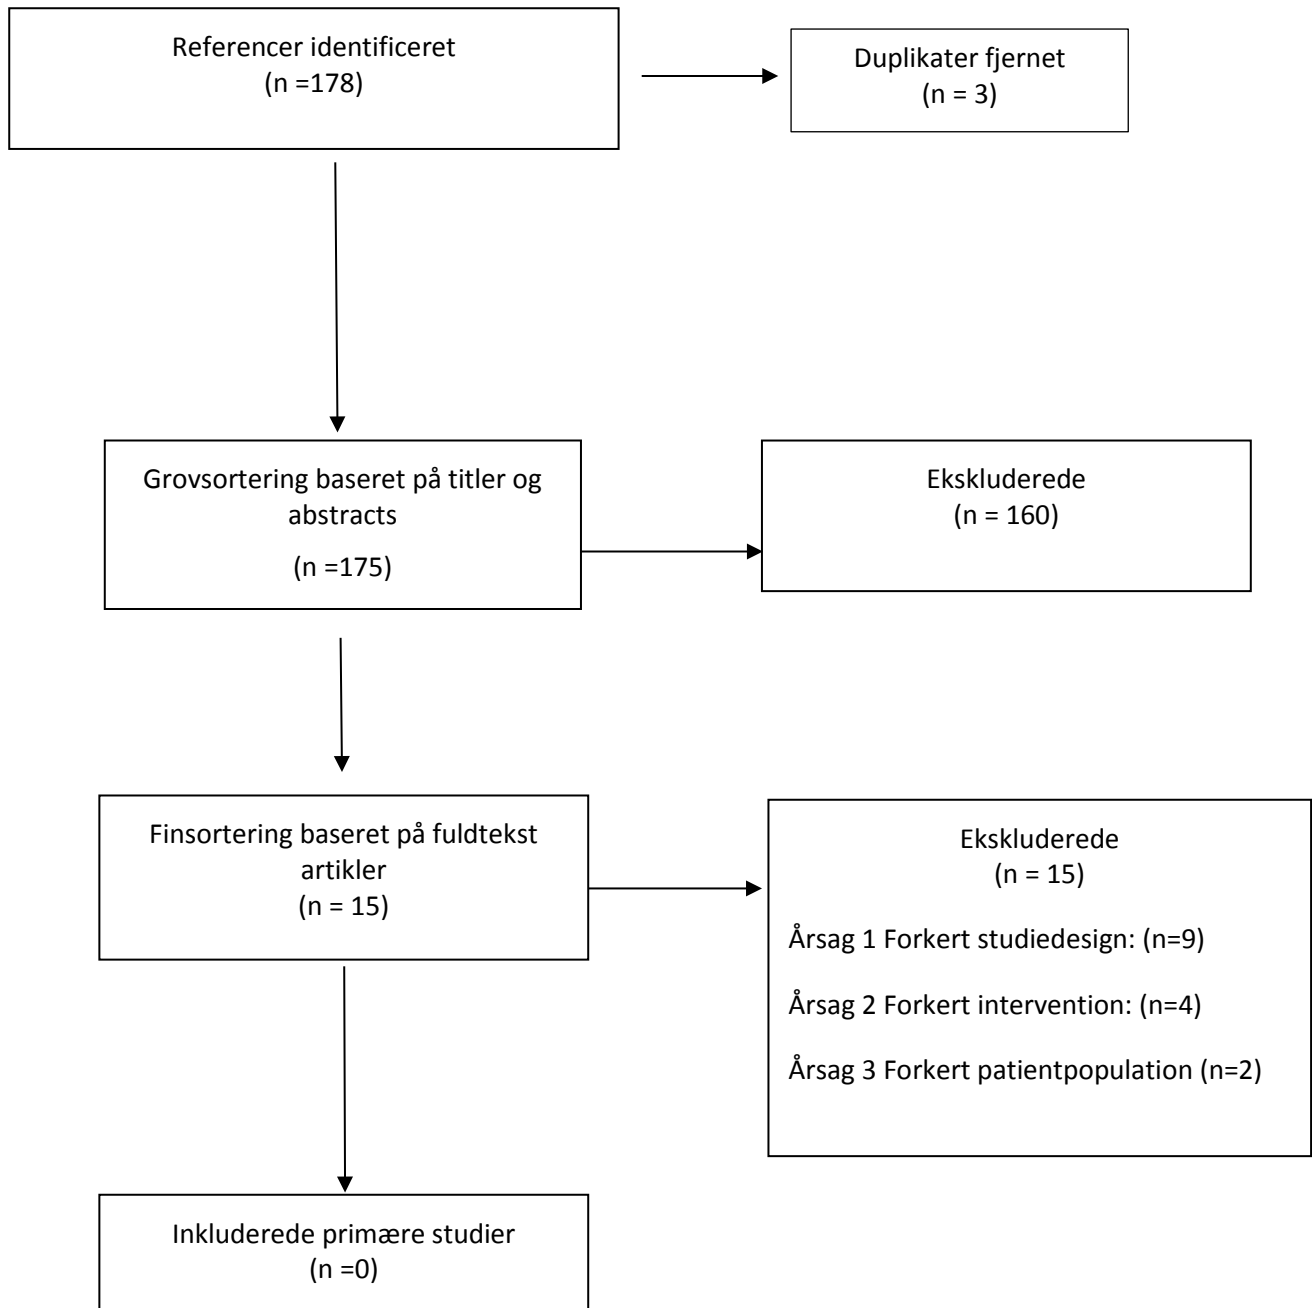 Referencer identificeret
(n =178)
Duplikater fjernet
(n = 3)
Grovsortering baseret på titler og
abstracts
(n =175)
Ekskluderede
(n = 160)
Finsortering baseret på fuldtekst
artikler
(n = 15)
Ekskluderede
(n = 15)
Årsag 1 Forkert studiedesign: (n=9)
Årsag 2 Forkert intervention: (n=4)
Årsag 3 Forkert patientpopulation (n=2)
Inkluderede primære studier
(n =0)